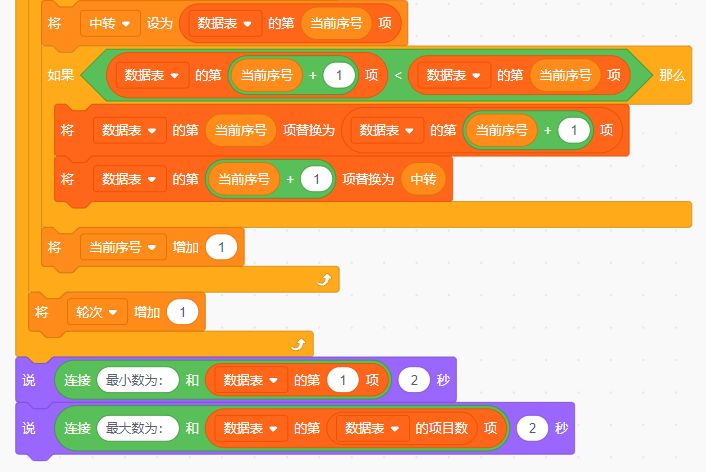 将 中转 设为 数据表 的第 当前序号 项
如果 数据表 的第 当前序号 + 1 项 < 数据表 的第 当前序号 项 那么
将 数据表 的第 当前序号 项替换为 数据表 的第 当前序号 + 1 项
将 数据表 的第 当前序号 + 1 项替换为 中转
将 当前序号 增加 1
将 轮次 增加 1
说 连接 最小数为： 和 数据表 的第 1 项 2 秒
说 连接 最大数为： 和 数据表 的第 数据表 的项目数 项 2 秒